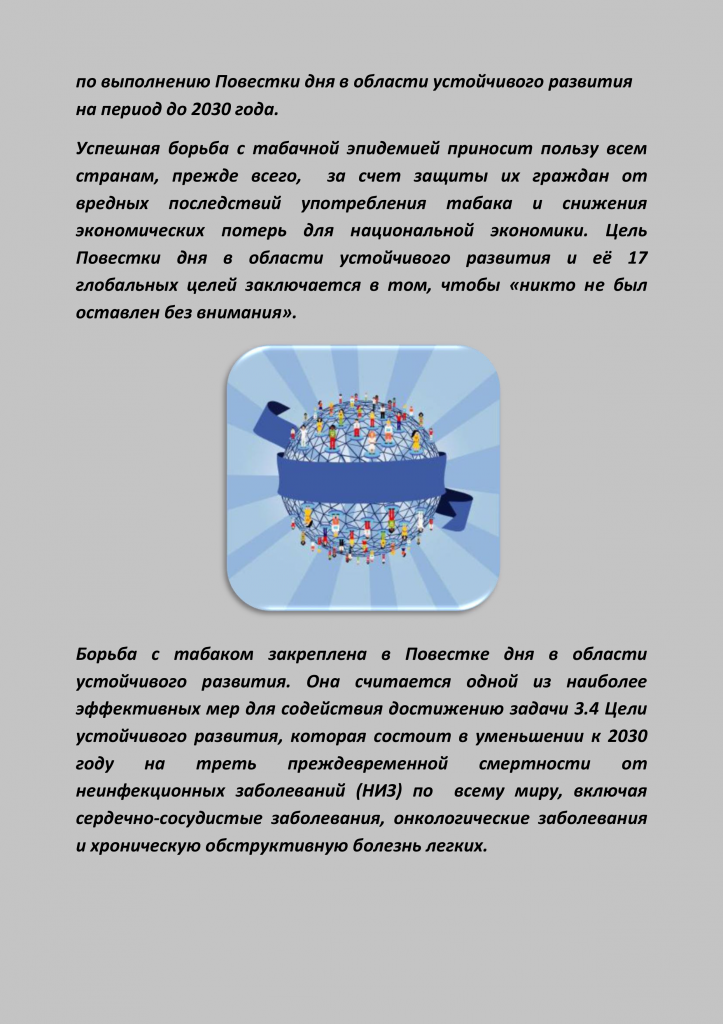 по выполнению Повестки дня в области устойчивого развития
на период до 2030 года.
Успешная борьба с табачной эпидемией приносит пользу всем
странам, прежде всего, за счет защиты их граждан от
вредных последствий употребления табака и снижения
экономических потерь для национальной экономики. Цель
Повестки дня в области устойчивого развития и её 17
глобальных целей заключается в том, чтобы «никто не был
оставлен без внимания».
Борьба с табаком закреплена в Повестке дня в области
устойчивого развития. Она считается одной из наиболее
эффективных мер для содействия достижению задачи 3.4 Цели
устойчивого развития, которая состоит в уменьшении к 2030
году на треть преждевременной смертности от
неинфекционных заболеваний (НИЗ) по всему миру, включая
сердечно-сосудистые заболевания, онкологические заболевания
и хроническую обструктивную болезнь легких.